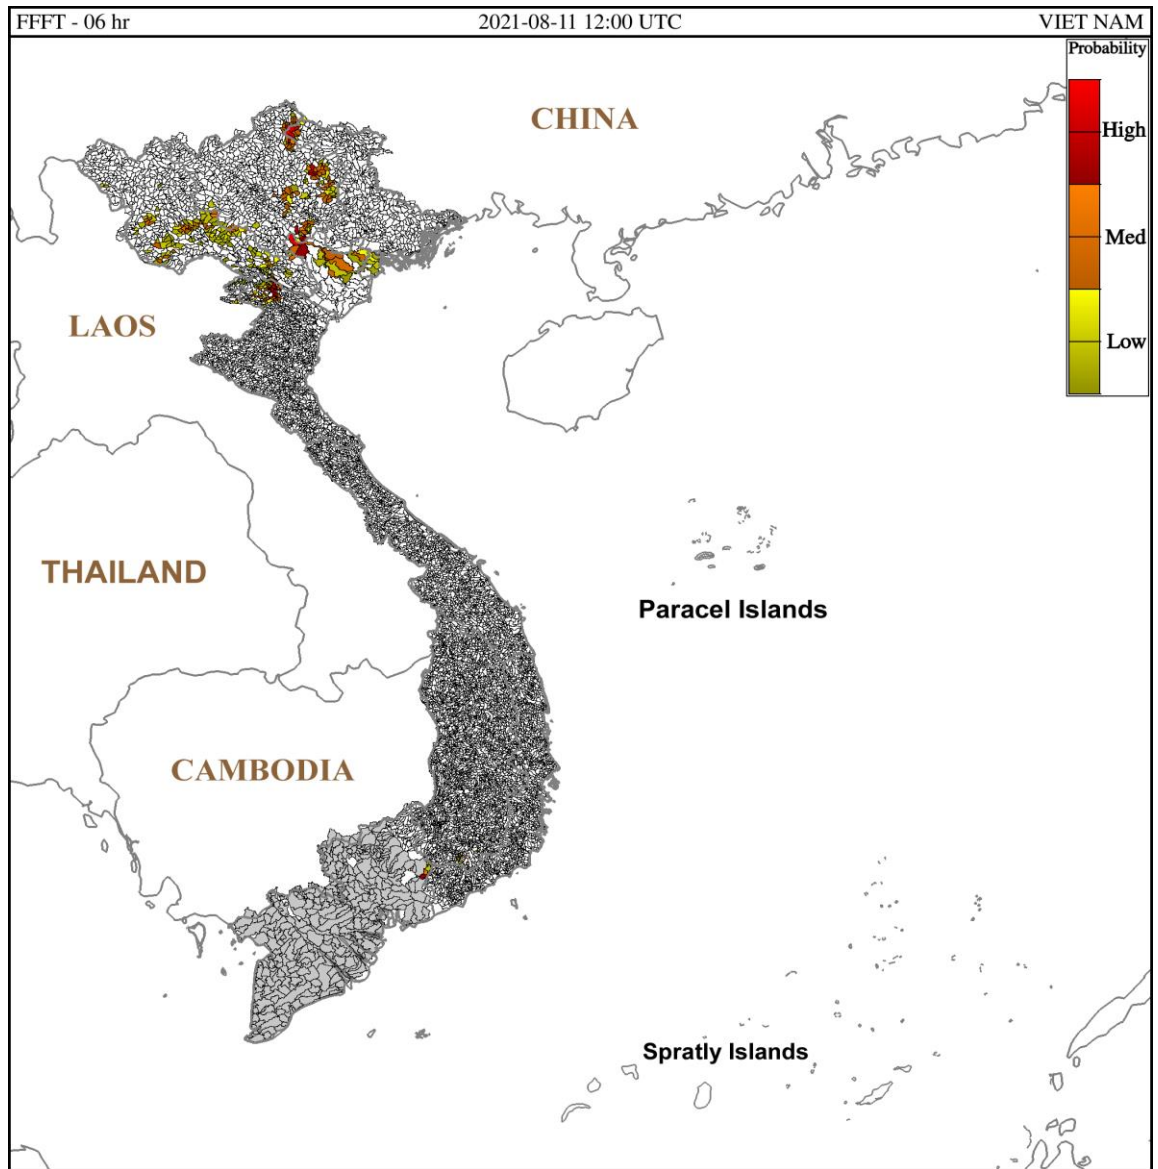 FFFT - 06 hr 2021-08-11 12:00 UTC VIET NAM
Probability
CHINA
High
Med
LAOS
Low
THAILAND
Paracel Islands
CAMBODIA
Spratly Islands